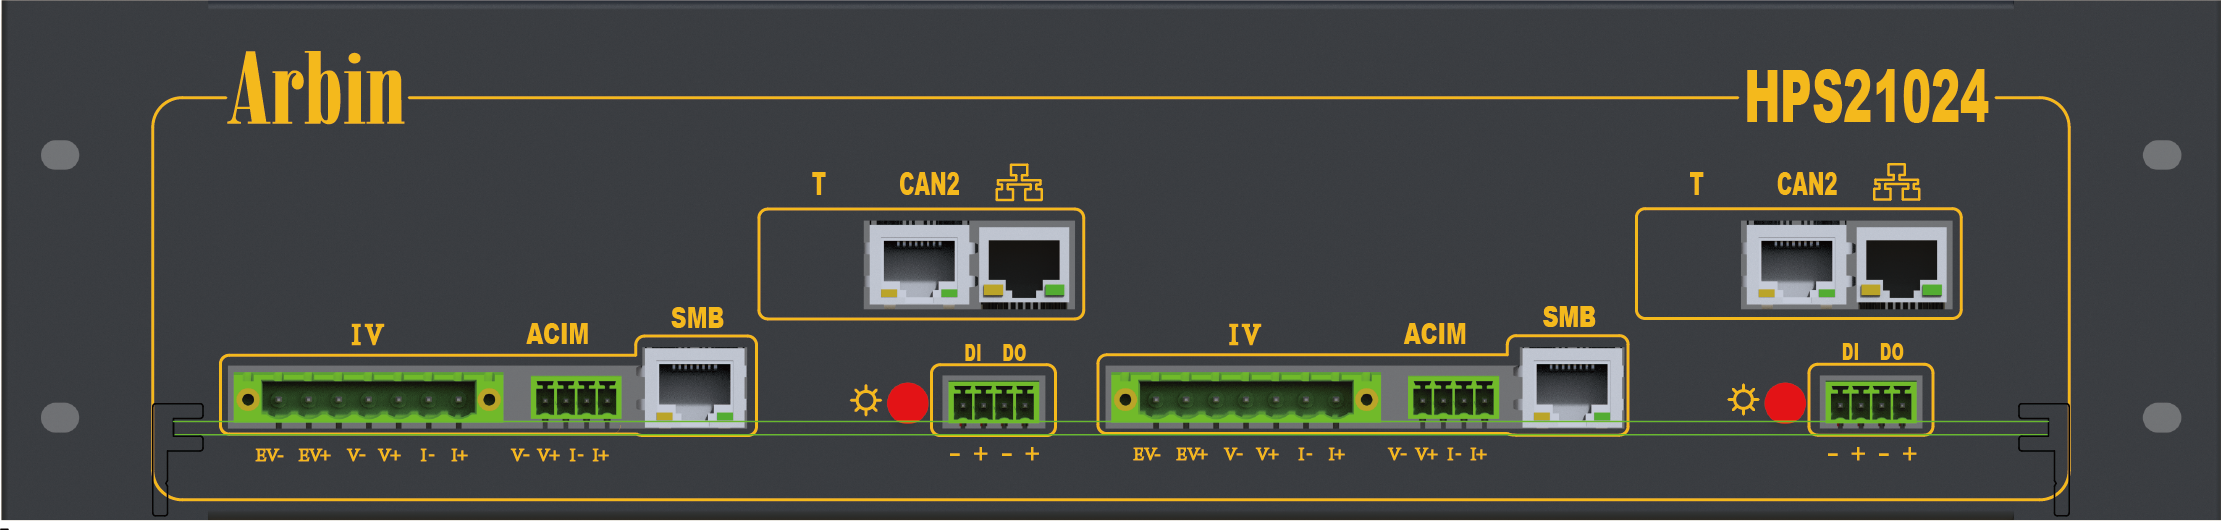 Arbin HPS21024
T CAN2 T CAN2
IV ACIM SMB IV ACIM SMB
DI DO DI DO
EV- EV+ V- V+ I- I+ V- V+ I- I+ - + - + EV- EV+ V- V+ I- I+ V- V+ I- I+ - + - +